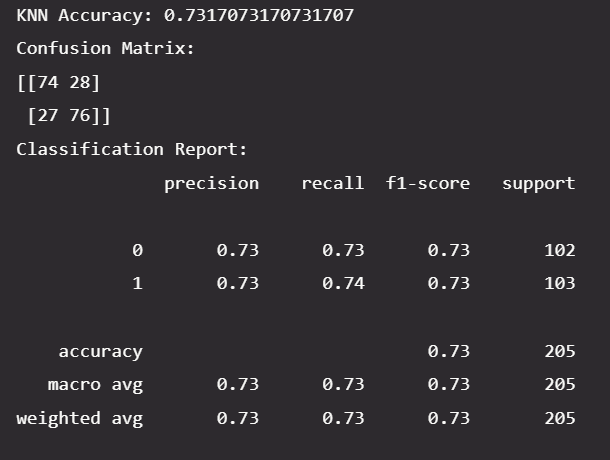 KNN Accuracy: 0.7317073170731707
Confusion Matrix:
[[74 28]
 [27 76]]
Classification Report:
              precision    recall  f1-score   support

           0       0.73      0.73      0.73       102
           1       0.73      0.74      0.73       103

    accuracy                           0.73       205
   macro avg       0.73      0.73      0.73       205
weighted avg       0.73      0.73      0.73       205